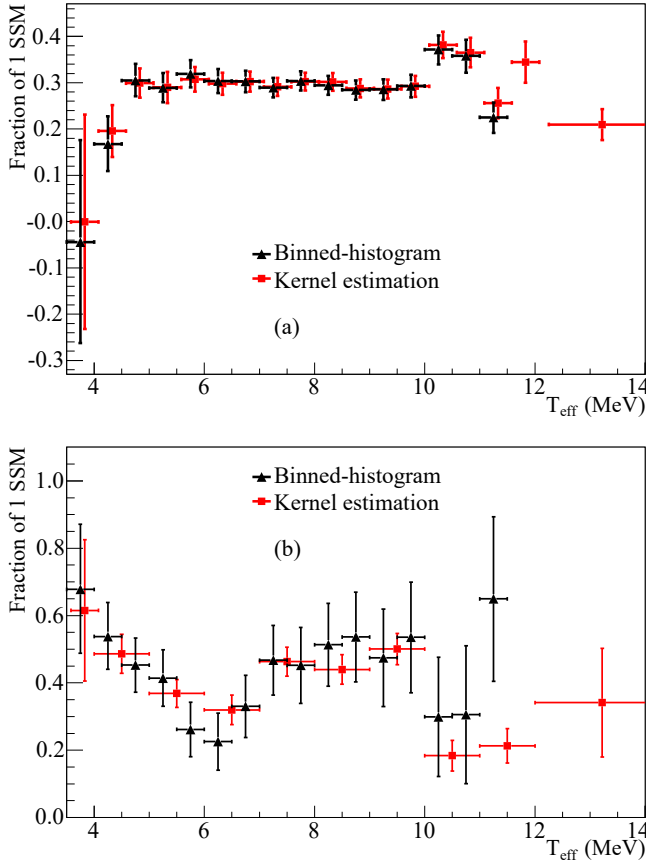 Fraction of 1 SSM
0.4
0.3
0.2
0.1
-0.0
-0.1
-0.2
-0.3
Binned-histogram
Kernel estimation
(a)
4 6 8 10 12 14
T_eff (MeV)
Fraction of 1 SSM
1.0
0.8
0.6
0.4
0.2
0.0
Binned-histogram
Kernel estimation
(b)
4 6 8 10 12 14
T_eff (MeV)